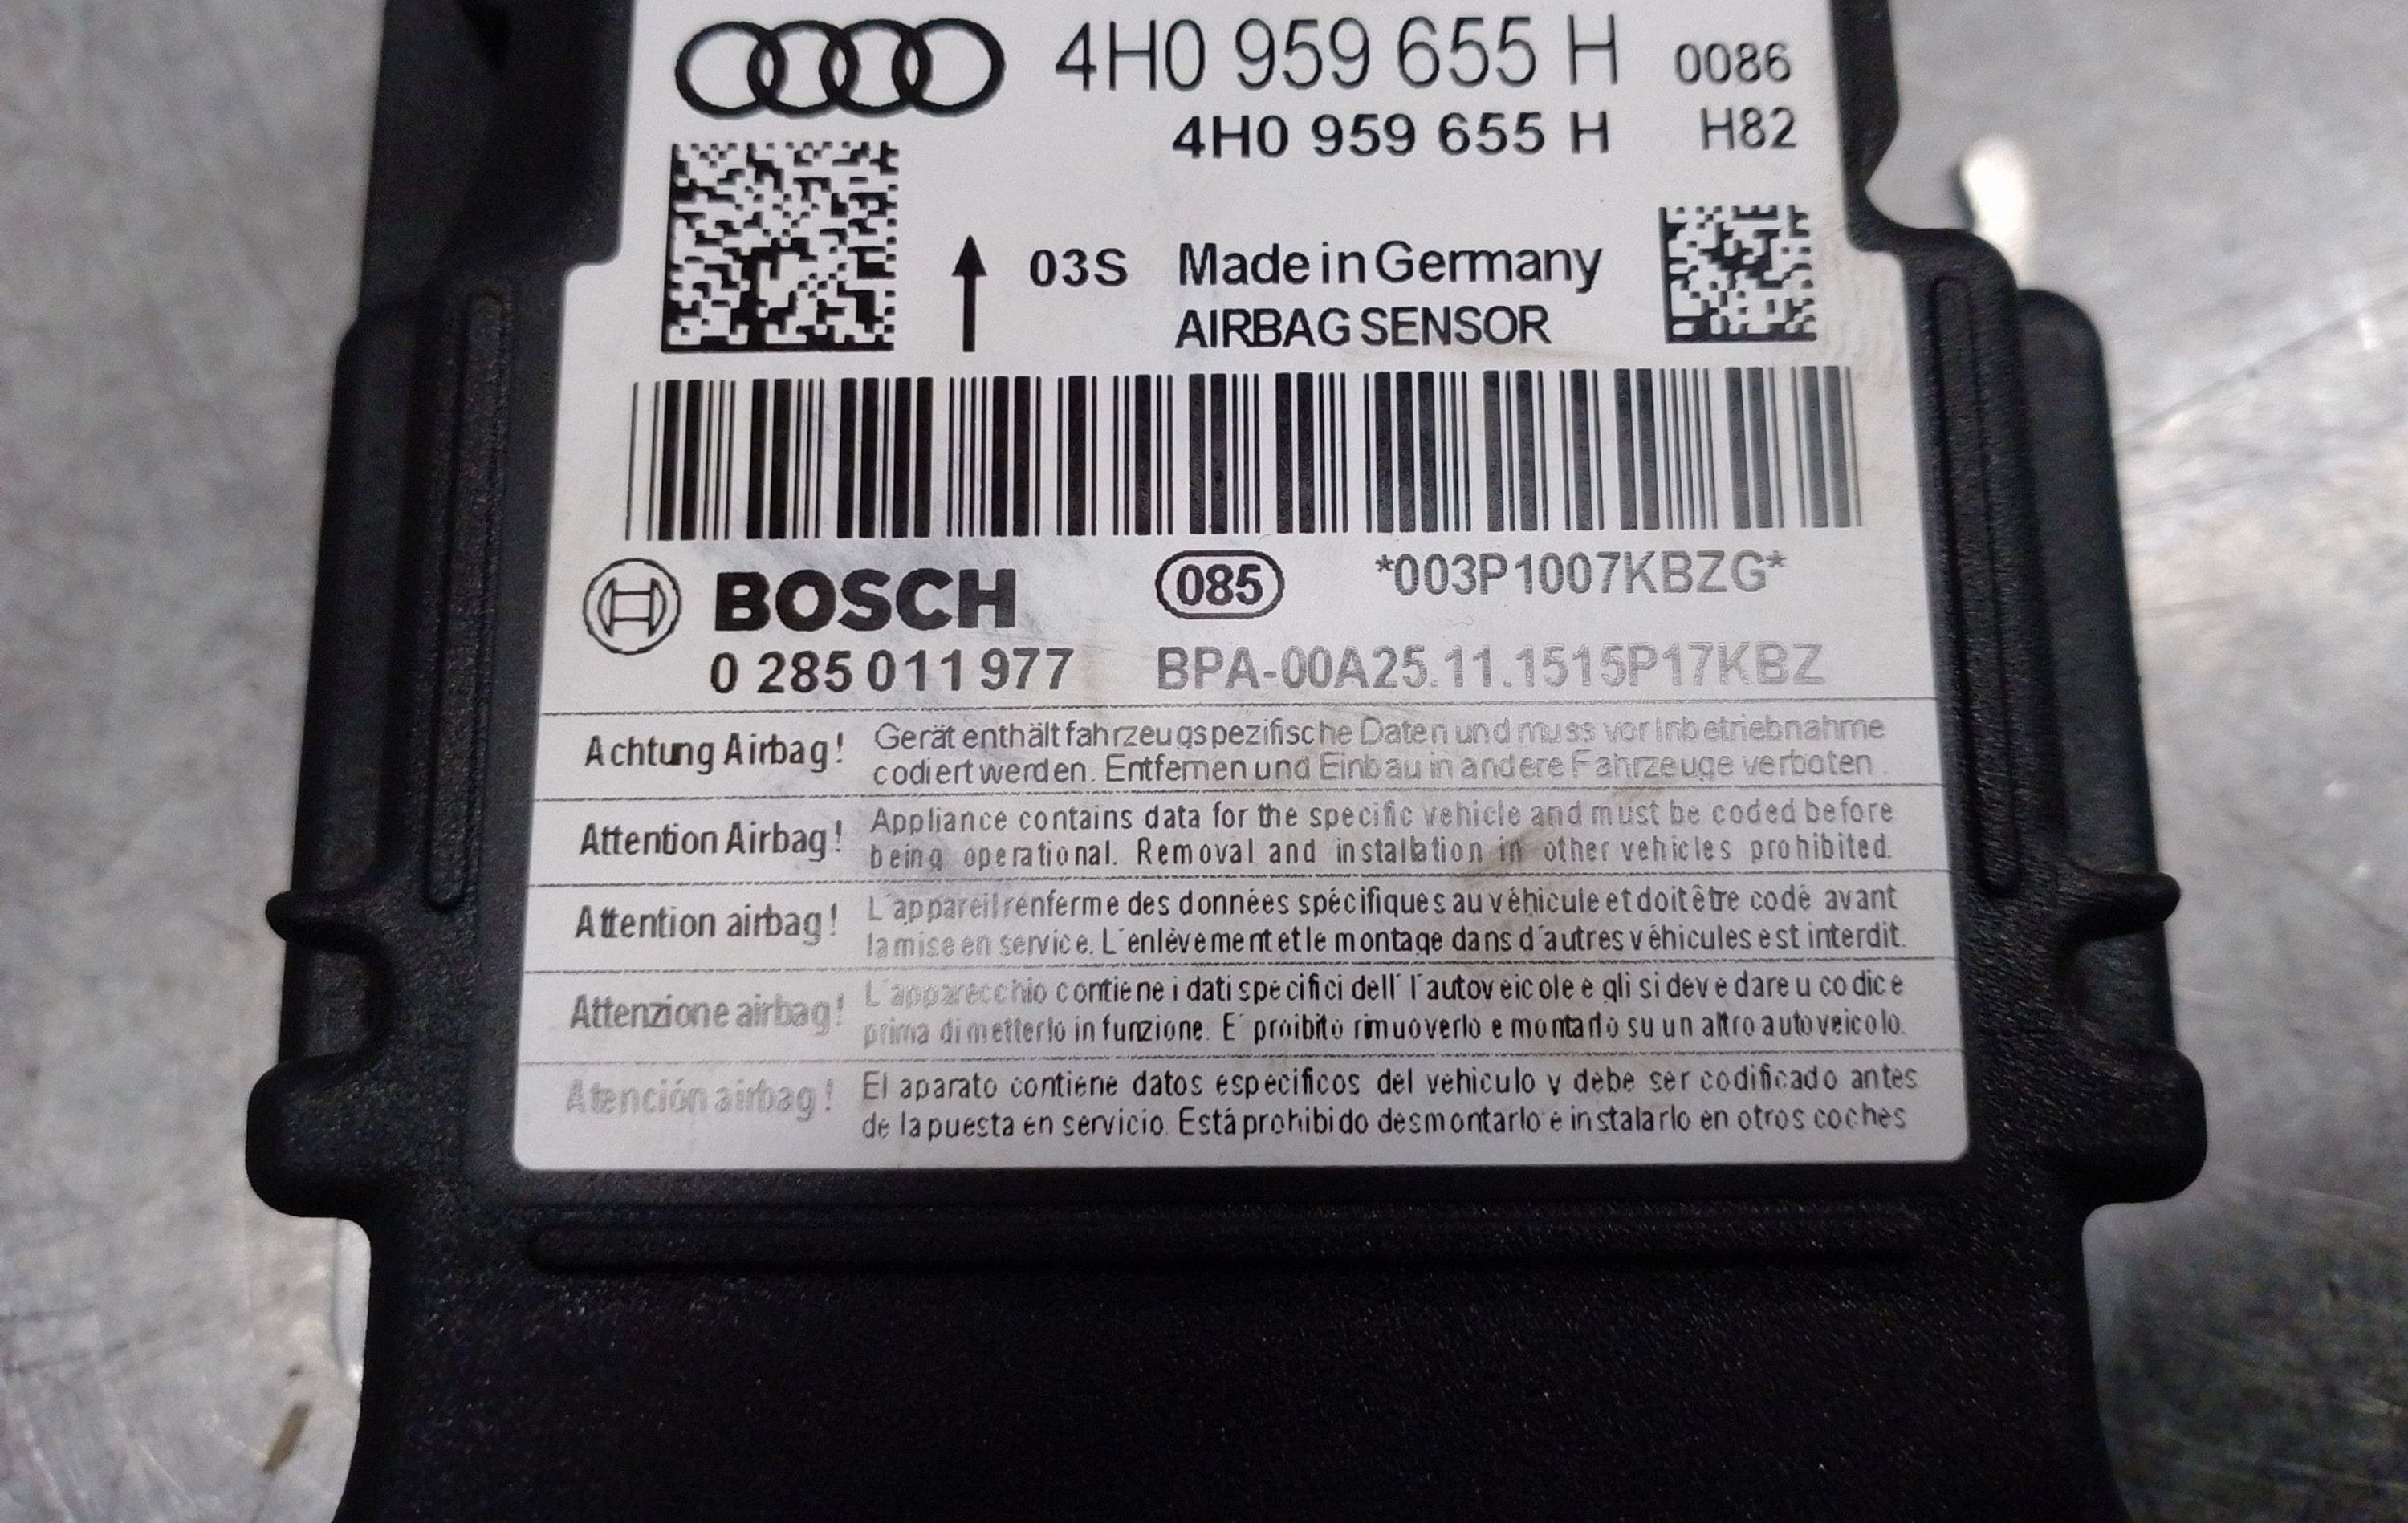 4H0 959 655 H 0086
4H0 959 655 H H82
03S Made in Germany
AIRBAG SENSOR
BOSCH 085 *003P1007KBZG*
0 285 011 977 BPA-00A25.11.1515P17KBZ
Achtung Airbag! Gerät enthält fahrzeugspezifische Daten und muss vor Inbetriebnahme
codiert werden. Entfernen und Einbau in andere Fahrzeuge verboten.
Attention Airbag! Appliance contains data for the specific vehicle and must be coded before
being operational. Removal and installation in other vehicles prohibited.
Attention airbag! L'appareil renferme des données spécifiques au véhicule et doit être codé avant
la mise en service. L'enlèvement et le montage dans d'autres véhicules est interdit.
Attenzione airbag! L'apparecchio contiene i dati specifici dell' l'autoveicole e gli si deve dare u codice
prima di metterlo in funzione. E' proibito rimuoverlo e montarlo su un altro autoveicolo.
Atención airbag! El aparato contiene datos especificos del vehiculo y debe ser codificado antes
de la puesta en servicio. Está prohibido desmontarlo e instalarlo en otros coches